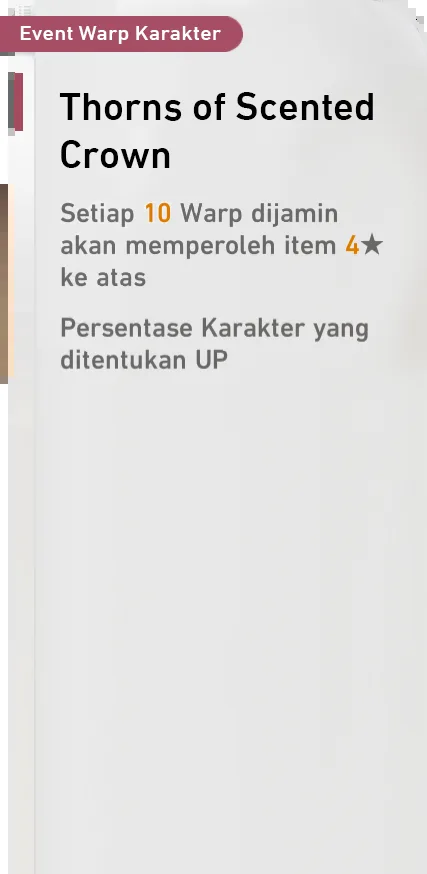 Event Warp Karakter
Thorns of Scented
Crown
Setiap 10 Warp dijamin
akan memperoleh item 4★
ke atas
Persentase Karakter yang
ditentukan UP